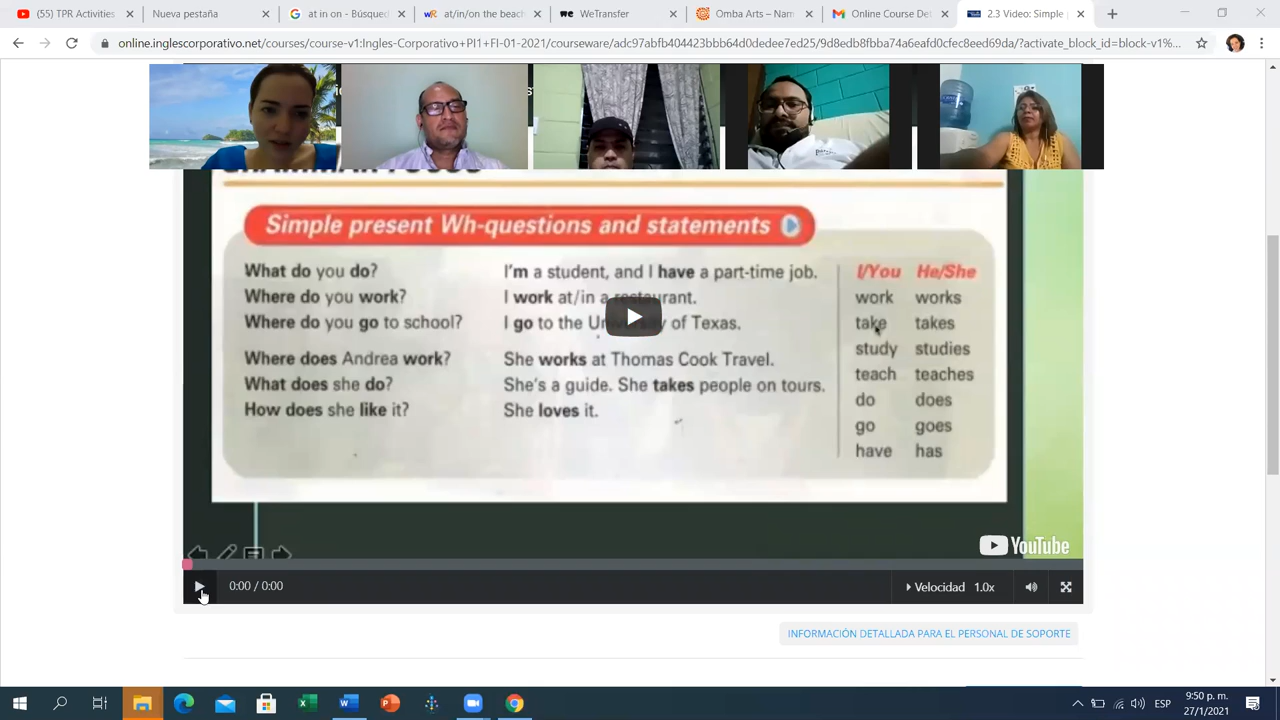 (55) TPR Activities
Nueva pestaña
at in on - Búsqued
at/in/on the beach
WeTransfer
Omba Arts – Nam
Online Course Det
2.3 Video: Simple
online.inglescorporativo.net/courses/course-v1:Ingles-Corporativo+PI1+FI-01-2021/courseware/adc97abfb404423bbb64d0dedee7ed25/9d8edb8fbba74a6eafd0cfec8eed69da/?activate_block_id=block-v1%...
Simple present Wh-questions and statements
What do you do?
I'm a student, and I have a part-time job.
I/You He/She
Where do you work?
I work at/in a restaurant.
work works
Where do you go to school?
I go to the University of Texas.
take takes
study studies
Where does Andrea work?
She works at Thomas Cook Travel.
teach teaches
What does she do?
She's a guide. She takes people on tours.
do does
How does she like it?
She loves it.
go goes
have has
YouTube
0:00 / 0:00
Velocidad 1.0x
INFORMACIÓN DETALLADA PARA EL PERSONAL DE SOPORTE
ESP
9:50 p. m.
27/1/2021